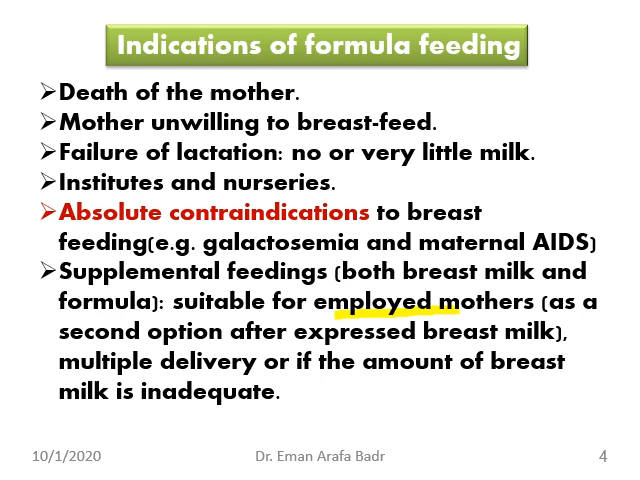 Indications of formula feeding
➢Death of the mother.
➢Mother unwilling to breast-feed.
➢Failure of lactation: no or very little milk.
➢Institutes and nurseries.
➢Absolute contraindications to breast
feeding(e.g. galactosemia and maternal AIDS)
➢Supplemental feedings (both breast milk and
formula): suitable for employed mothers (as a
second option after expressed breast milk),
multiple delivery or if the amount of breast
milk is inadequate.
10/1/2020 Dr. Eman Arafa Badr 4